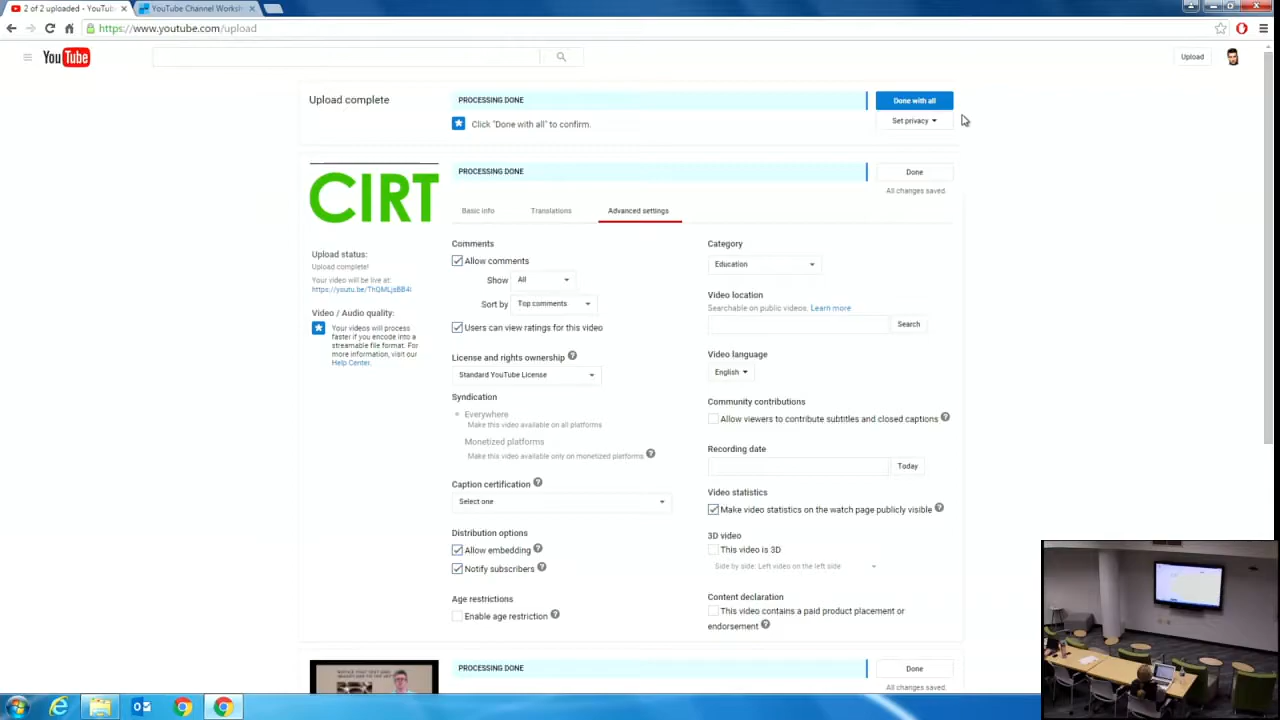 2 of 2 uploaded - YouTu
YouTube Channel Worksh
https://www.youtube.com/upload
YouTube
Upload
Upload complete
PROCESSING DONE
Done with all
Click "Done with all" to confirm.
Set privacy
CIRT
PROCESSING DONE
Done
All changes saved.
Basic info
Translations
Advanced settings
Upload status:
Upload complete!
Your video will be live at:
Video / Audio quality:
Your videos will process
faster if you encode into a
streamable file format. For
more information, visit our
Help Center.
Comments
Allow comments
Show All
Sort by Top comments
Users can view ratings for this video
License and rights ownership
Standard YouTube License
Syndication
Everywhere
Make this video available on all platforms
Monetized platforms
Make this video available only on monetized platforms
Caption certification
Select one
Distribution options
Allow embedding
Notify subscribers
Age restrictions
Enable age restriction
Category
Education
Video location
Searchable on public videos. Learn more
Search
Video language
English
Community contributions
Allow viewers to contribute subtitles and closed captions
Recording date
Today
Video statistics
Make video statistics on the watch page publicly visible
3D video
This video is 3D
Side by side: Left video on the left side
Content declaration
This video contains a paid product placement or
endorsement
PROCESSING DONE
Done
All changes saved.